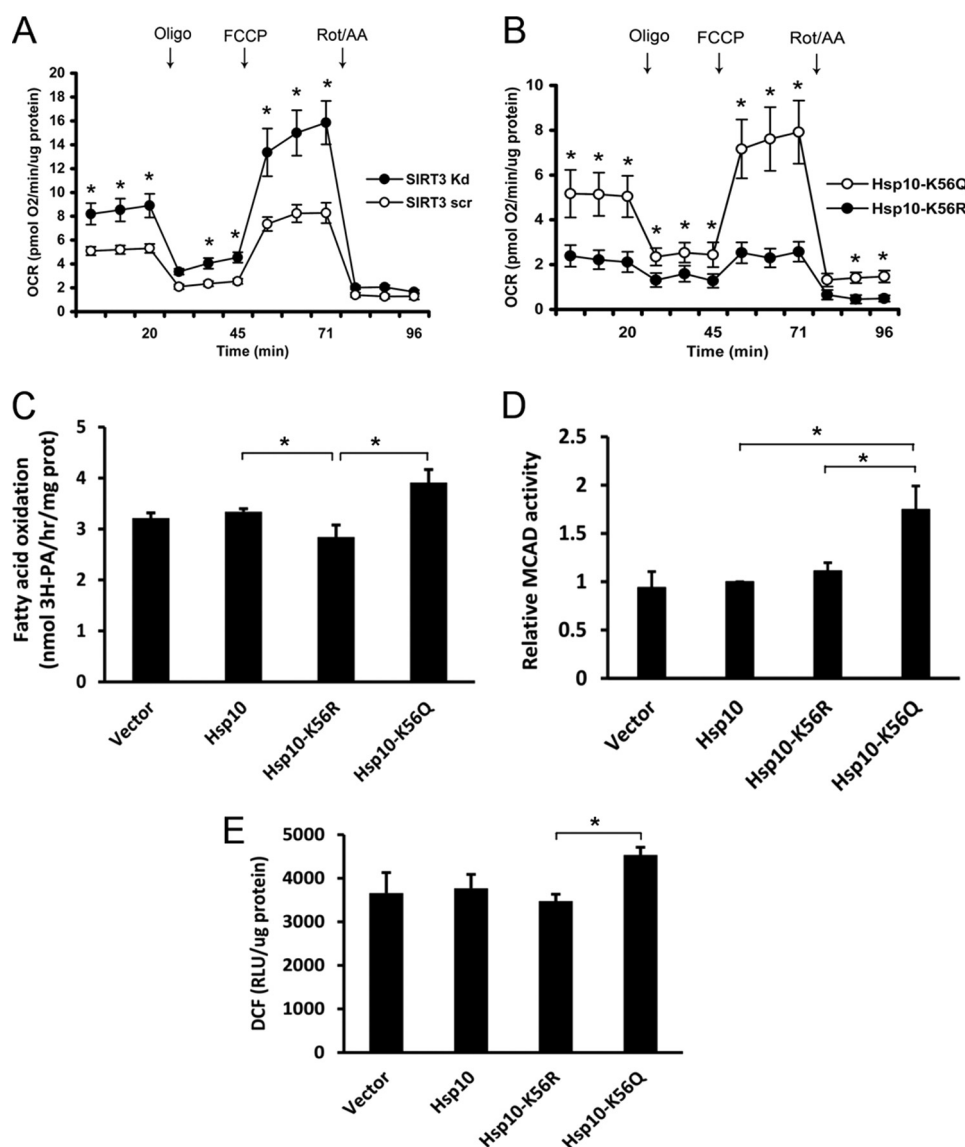 A
Oligo
FCCP
Rot/AA
OCR (pmol O2/min/ug protein)
20
18
16
14
12
10
8
6
4
2
0
* * * * * * * *
SIRT3 Kd
SIRT3 scr
20 45 71 96
Time (min)
B
Oligo
FCCP
Rot/AA
OCR (pmol O2/min/ug protein)
10
8
6
4
2
0
* * * * * * * * * * *
Hsp10-K56Q
Hsp10-K56R
20 45 71 96
Time (min)
C
Fatty acid oxidation
(nmol 3H-PA/hr/mg prot)
5
4
3
2
1
0
* *
Vector
Hsp10
Hsp10-K56R
Hsp10-K56Q
D
Relative MCAD activity
2.5
2
1.5
1
0.5
0
*
*
Vector
Hsp10
Hsp10-K56R
Hsp10-K56Q
E
DCF (RLU/ug protein)
5000
4000
3000
2000
1000
0
*
Vector
Hsp10
Hsp10-K56R
Hsp10-K56Q